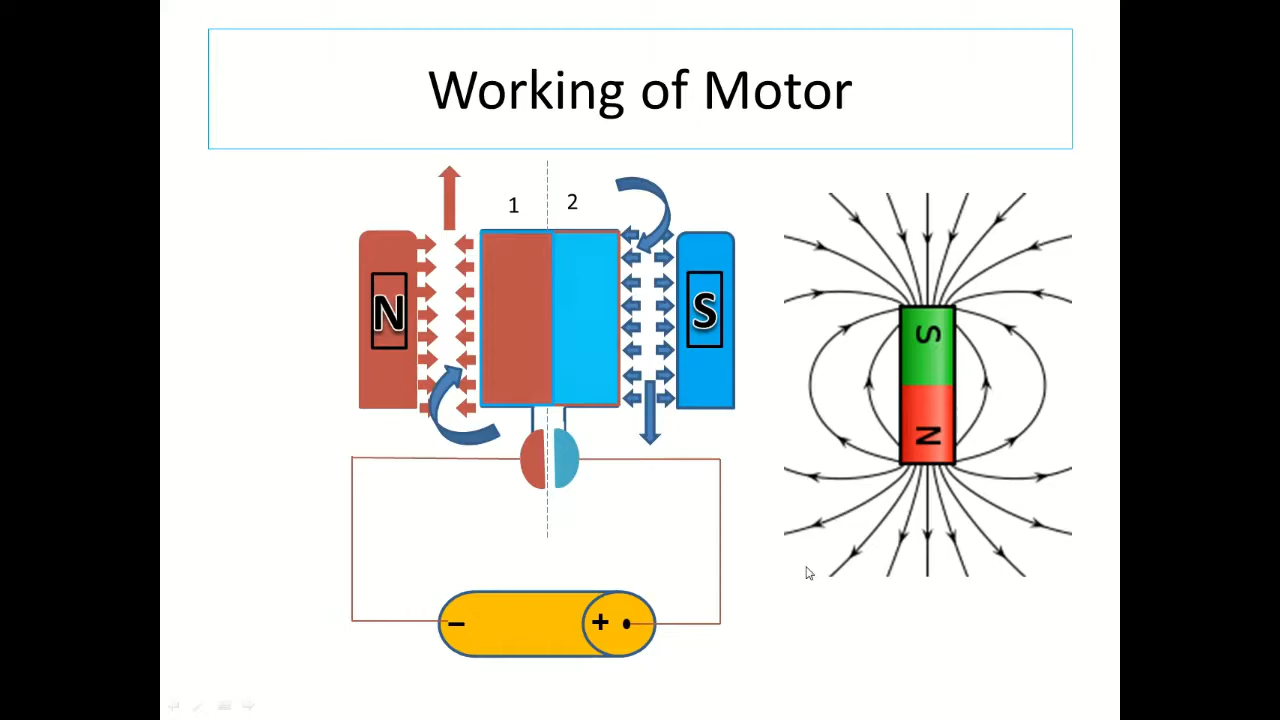 Working of Motor
1
2
N
S
S
N
– +